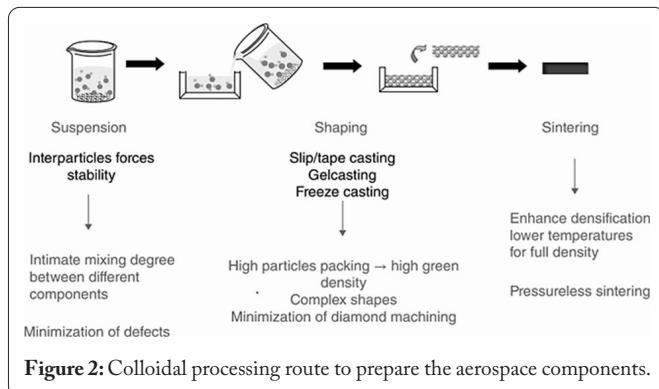 Suspension
Shaping
Sintering
Interparticles forces
stability
Slip/tape casting
Gelcasting
Freeze casting
Intimate mixing degree
between different
components
Minimization of defects
High particles packing → high green
density
Complex shapes
Minimization of diamond machining
Enhance densification
lower temperatures
for full density
Pressureless sintering
Figure 2: Colloidal processing route to prepare the aerospace components.